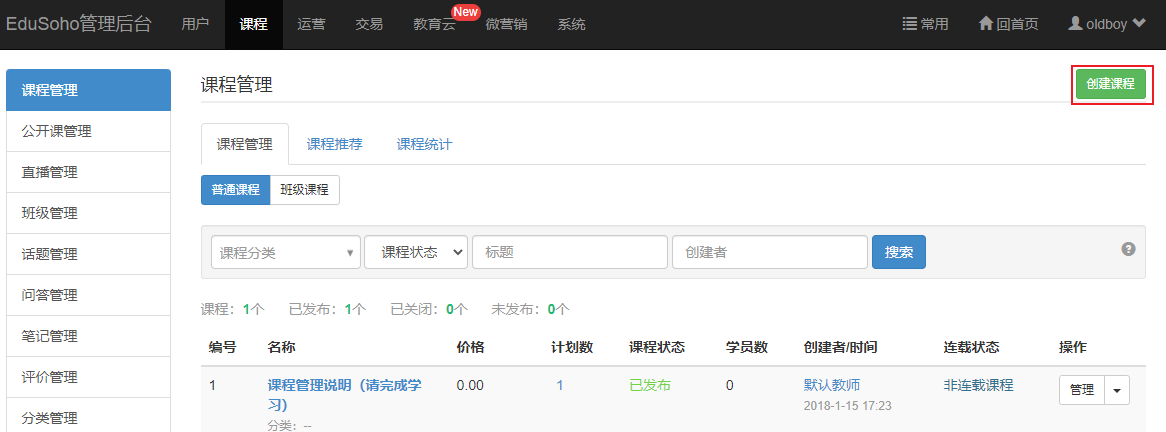 EduSoho管理后台 用户 课程 运营 交易 教育云 New 微营销 系统 常用 回首页 oldboy
课程管理
公开课管理
直播管理
班级管理
话题管理
问答管理
笔记管理
评价管理
分类管理
课程管理 创建课程
课程管理 课程推荐 课程统计
普通课程 班级课程
课程分类 课程状态 标题 创建者 搜索
课程：1个 已发布：1个 已关闭：0个 未发布：0个
编号 名称 价格 计划数 课程状态 学员数 创建者/时间 连载状态 操作
1 课程管理说明（请完成学 0.00 1 已发布 0 默认教师 非连载课程 管理
习） 2018-1-15 17:23
分类：--